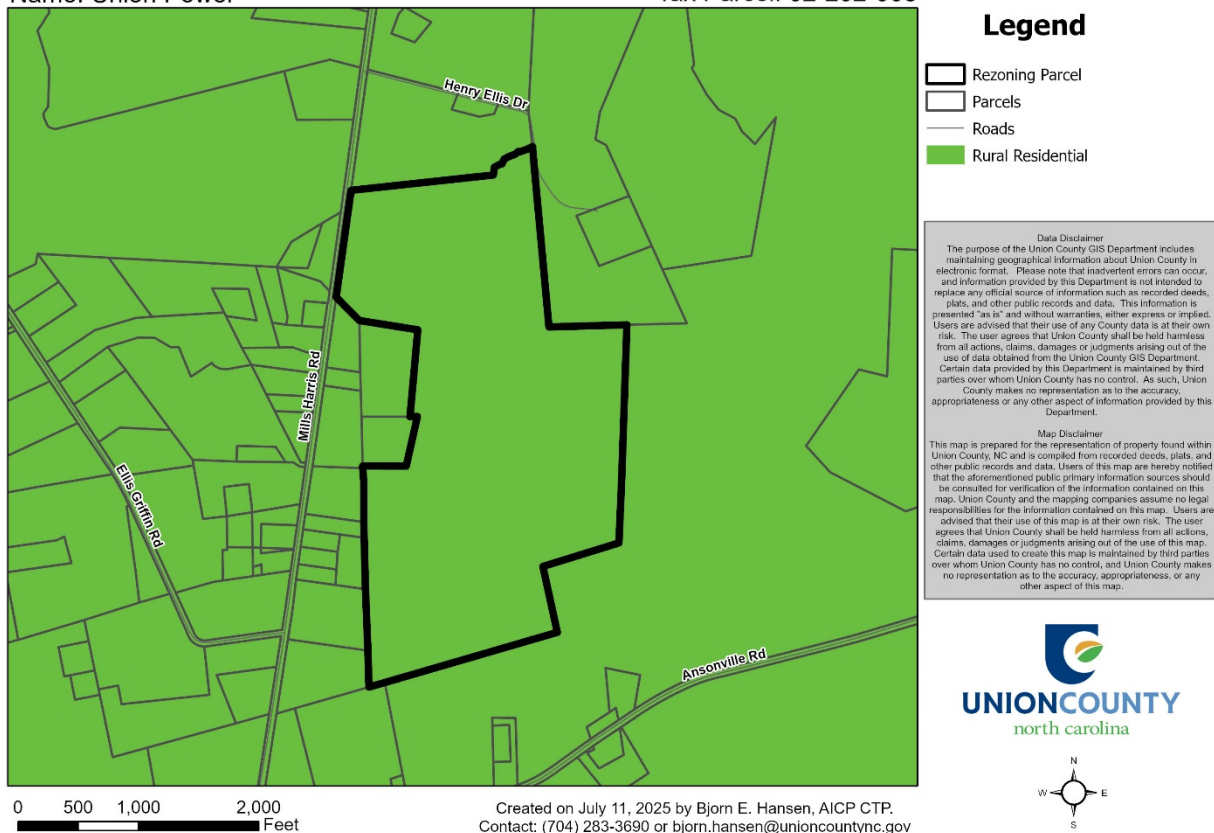 Legend
Rezoning Parcel
Parcels
Roads
Rural Residential
Henry Ellis Dr
Mills Harris Rd
Ellis Griffin Rd
Ansonville Rd
Data Disclaimer
The purpose of the Union County GIS Department includes
maintaining geographical information about Union County in
electronic format. Please note that inadvertent errors can occur,
and information provided by this Department is not intended to
replace any official source of information such as recorded deeds,
plats, and other public records and data. This information is
presented "as is" and without warranties, either express or implied.
Users are advised that their use of any County data is at their own
risk. The user agrees that Union County shall be held harmless
from all actions, claims, damages or judgments arising out of the
use of data obtained from the Union County GIS Department.
Certain data provided by this Department is maintained by third
parties over whom Union County has no control. As such, Union
County makes no representation as to the accuracy,
appropriateness or any other aspect of information provided by this
Department.
Map Disclaimer
This map is prepared for the representation of property found within
Union County, NC and is compiled from recorded deeds, plats, and
other public records and data. Users of this map are hereby notified
that the aforementioned public primary information sources should
be consulted for verification of the information contained on this
map. Union County and the mapping companies assume no legal
responsibilities for the information contained on this map. Users are
advised that their use of this map is at their own risk. The user
agrees that Union County shall be held harmless from all actions,
claims, damages or judgments arising out of the use of this map.
Certain data used to create this map is maintained by third parties
over whom Union County has no control, and Union County makes
no representation as to the accuracy, appropriateness, or any
other aspect of this map.
UNIONCOUNTY
north carolina
N
W E
S
0 500 1,000 2,000
Feet
Created on July 11, 2025 by Bjorn E. Hansen, AICP CTP.
Contact: (704) 283-3690 or bjorn.hansen@unioncountync.gov